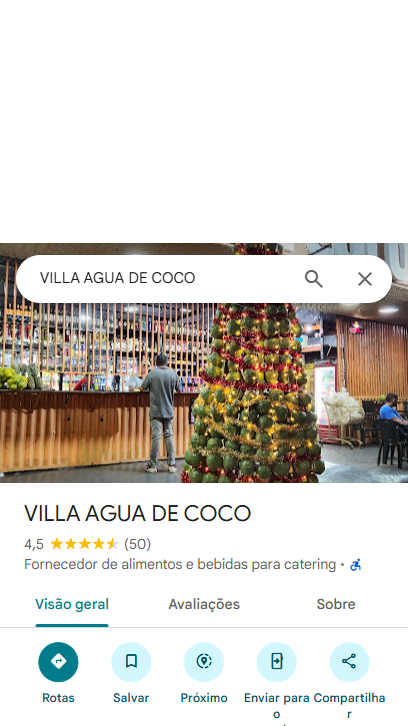 VILLA AGUA DE COCO
VILLA AGUA DE COCO
4,5 (50)
Fornecedor de alimentos e bebidas para catering •
Visão geral Avaliações Sobre
Rotas Salvar Próximo Enviar para Compartilha
o r